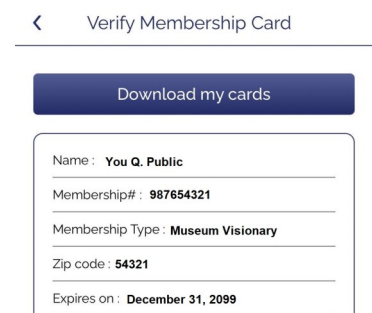 Verify Membership Card
Download my cards
Name : You Q. Public
Membership# : 987654321
Membership Type : Museum Visionary
Zip code : 54321
Expires on : December 31, 2099